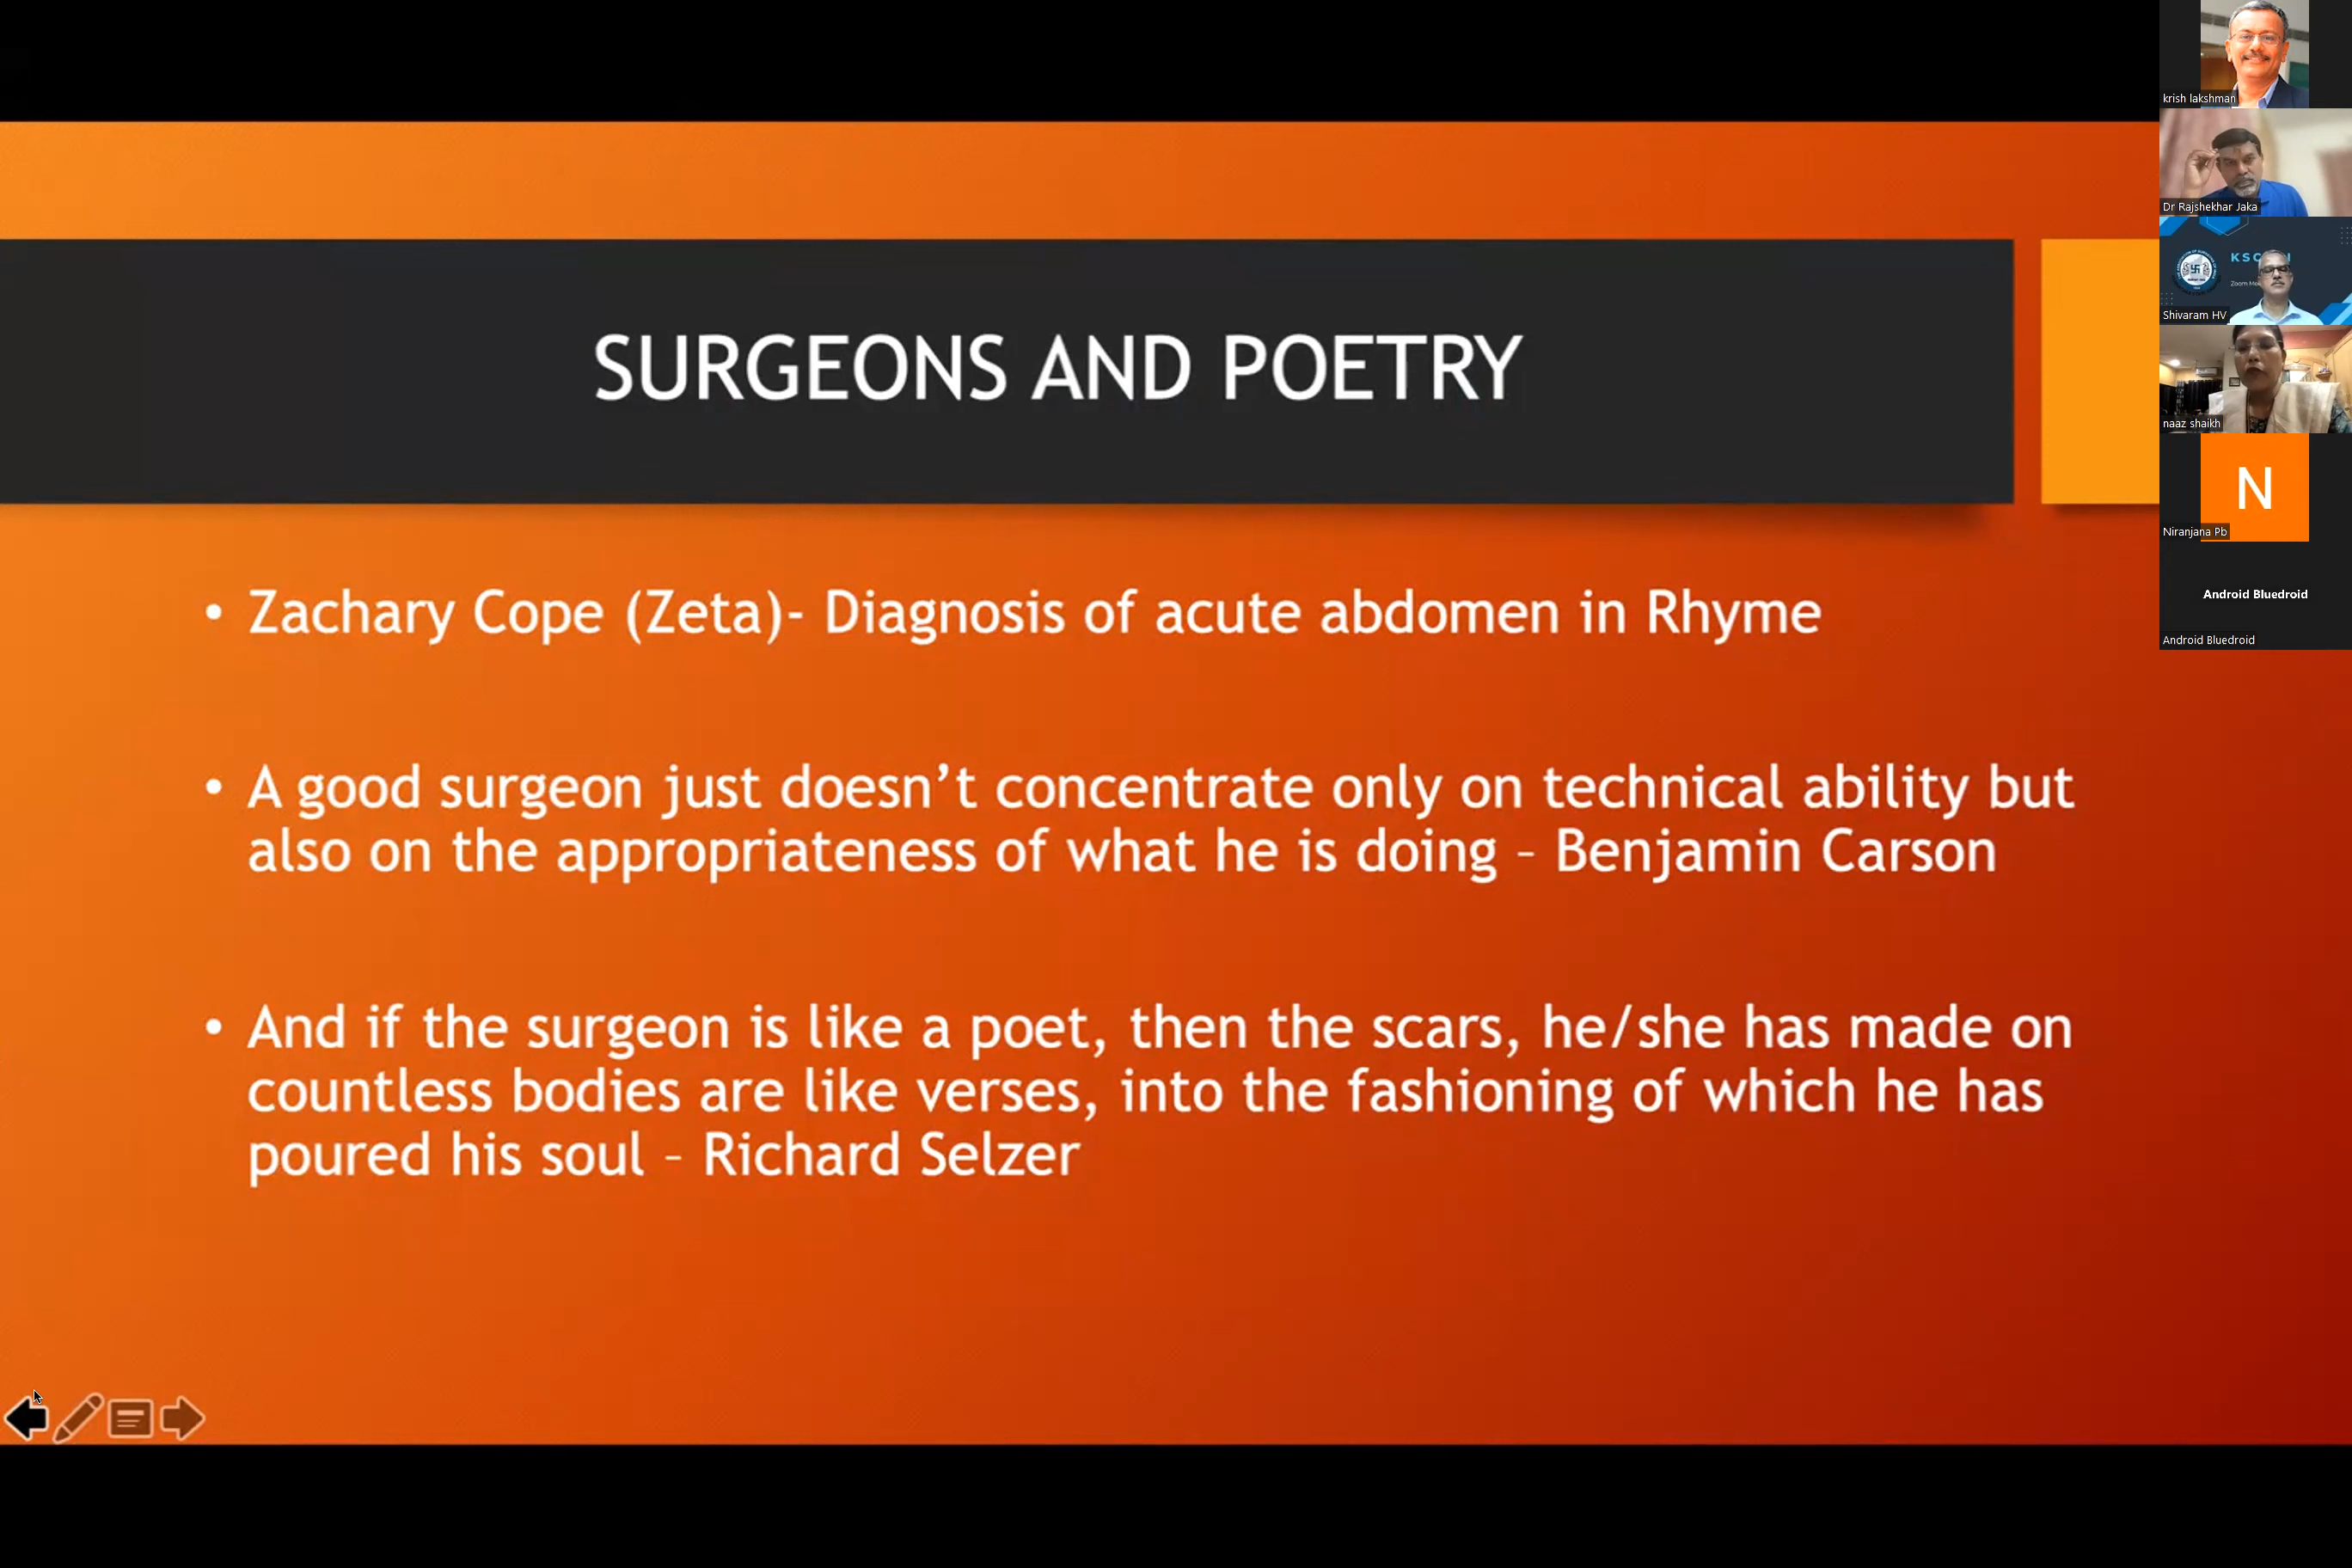 SURGEONS AND POETRY
• Zachary Cope (Zeta)- Diagnosis of acute abdomen in Rhyme
• A good surgeon just doesn’t concentrate only on technical ability but
also on the appropriateness of what he is doing – Benjamin Carson
• And if the surgeon is like a poet, then the scars, he/she has made on
countless bodies are like verses, into the fashioning of which he has
poured his soul – Richard Selzer
krish lakshman
Dr Rajshekhar Jaka
Shivaram HV
naaz shaikh
N
Niranjana Pb
Android Bluedroid
Android Bluedroid